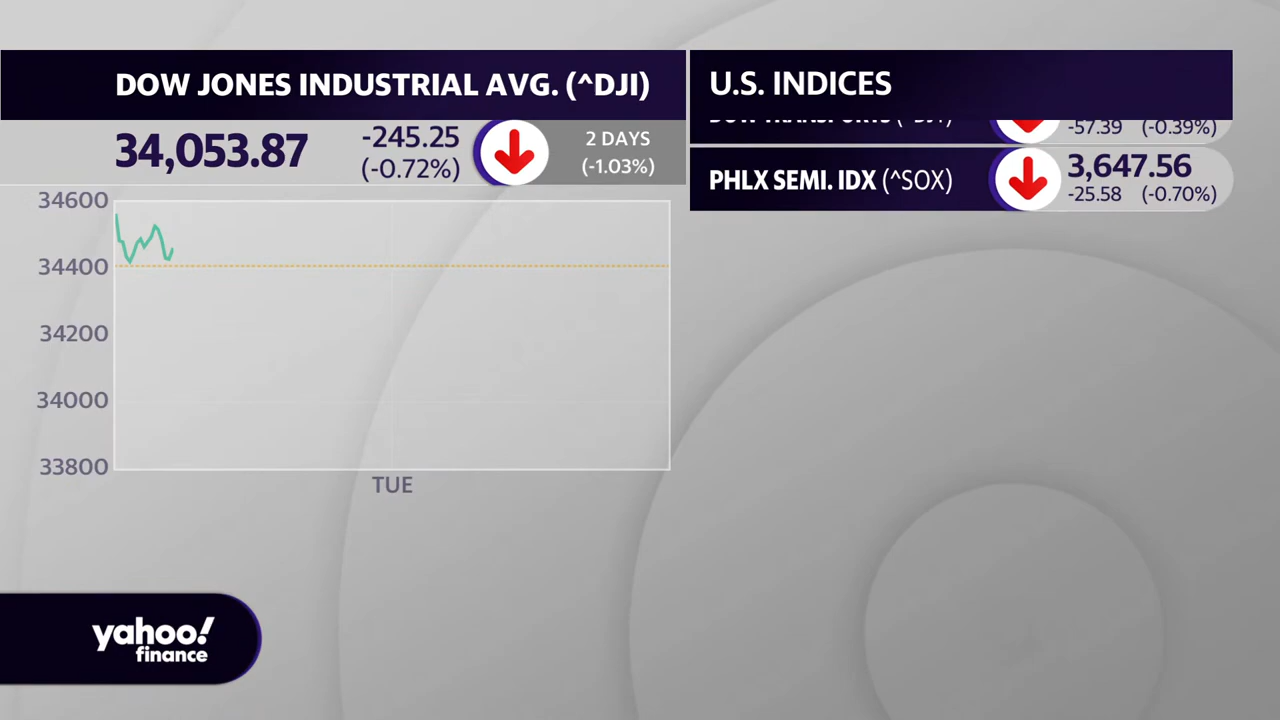 DOW JONES INDUSTRIAL AVG. (^DJI)
34,053.87
-245.25
(-0.72%)
2 DAYS
(-1.03%)
34600
34400
34200
34000
33800
TUE
U.S. INDICES
-57.39 (-0.39%)
PHLX SEMI. IDX (^SOX)
3,647.56
-25.58 (-0.70%)
yahoo!
finance